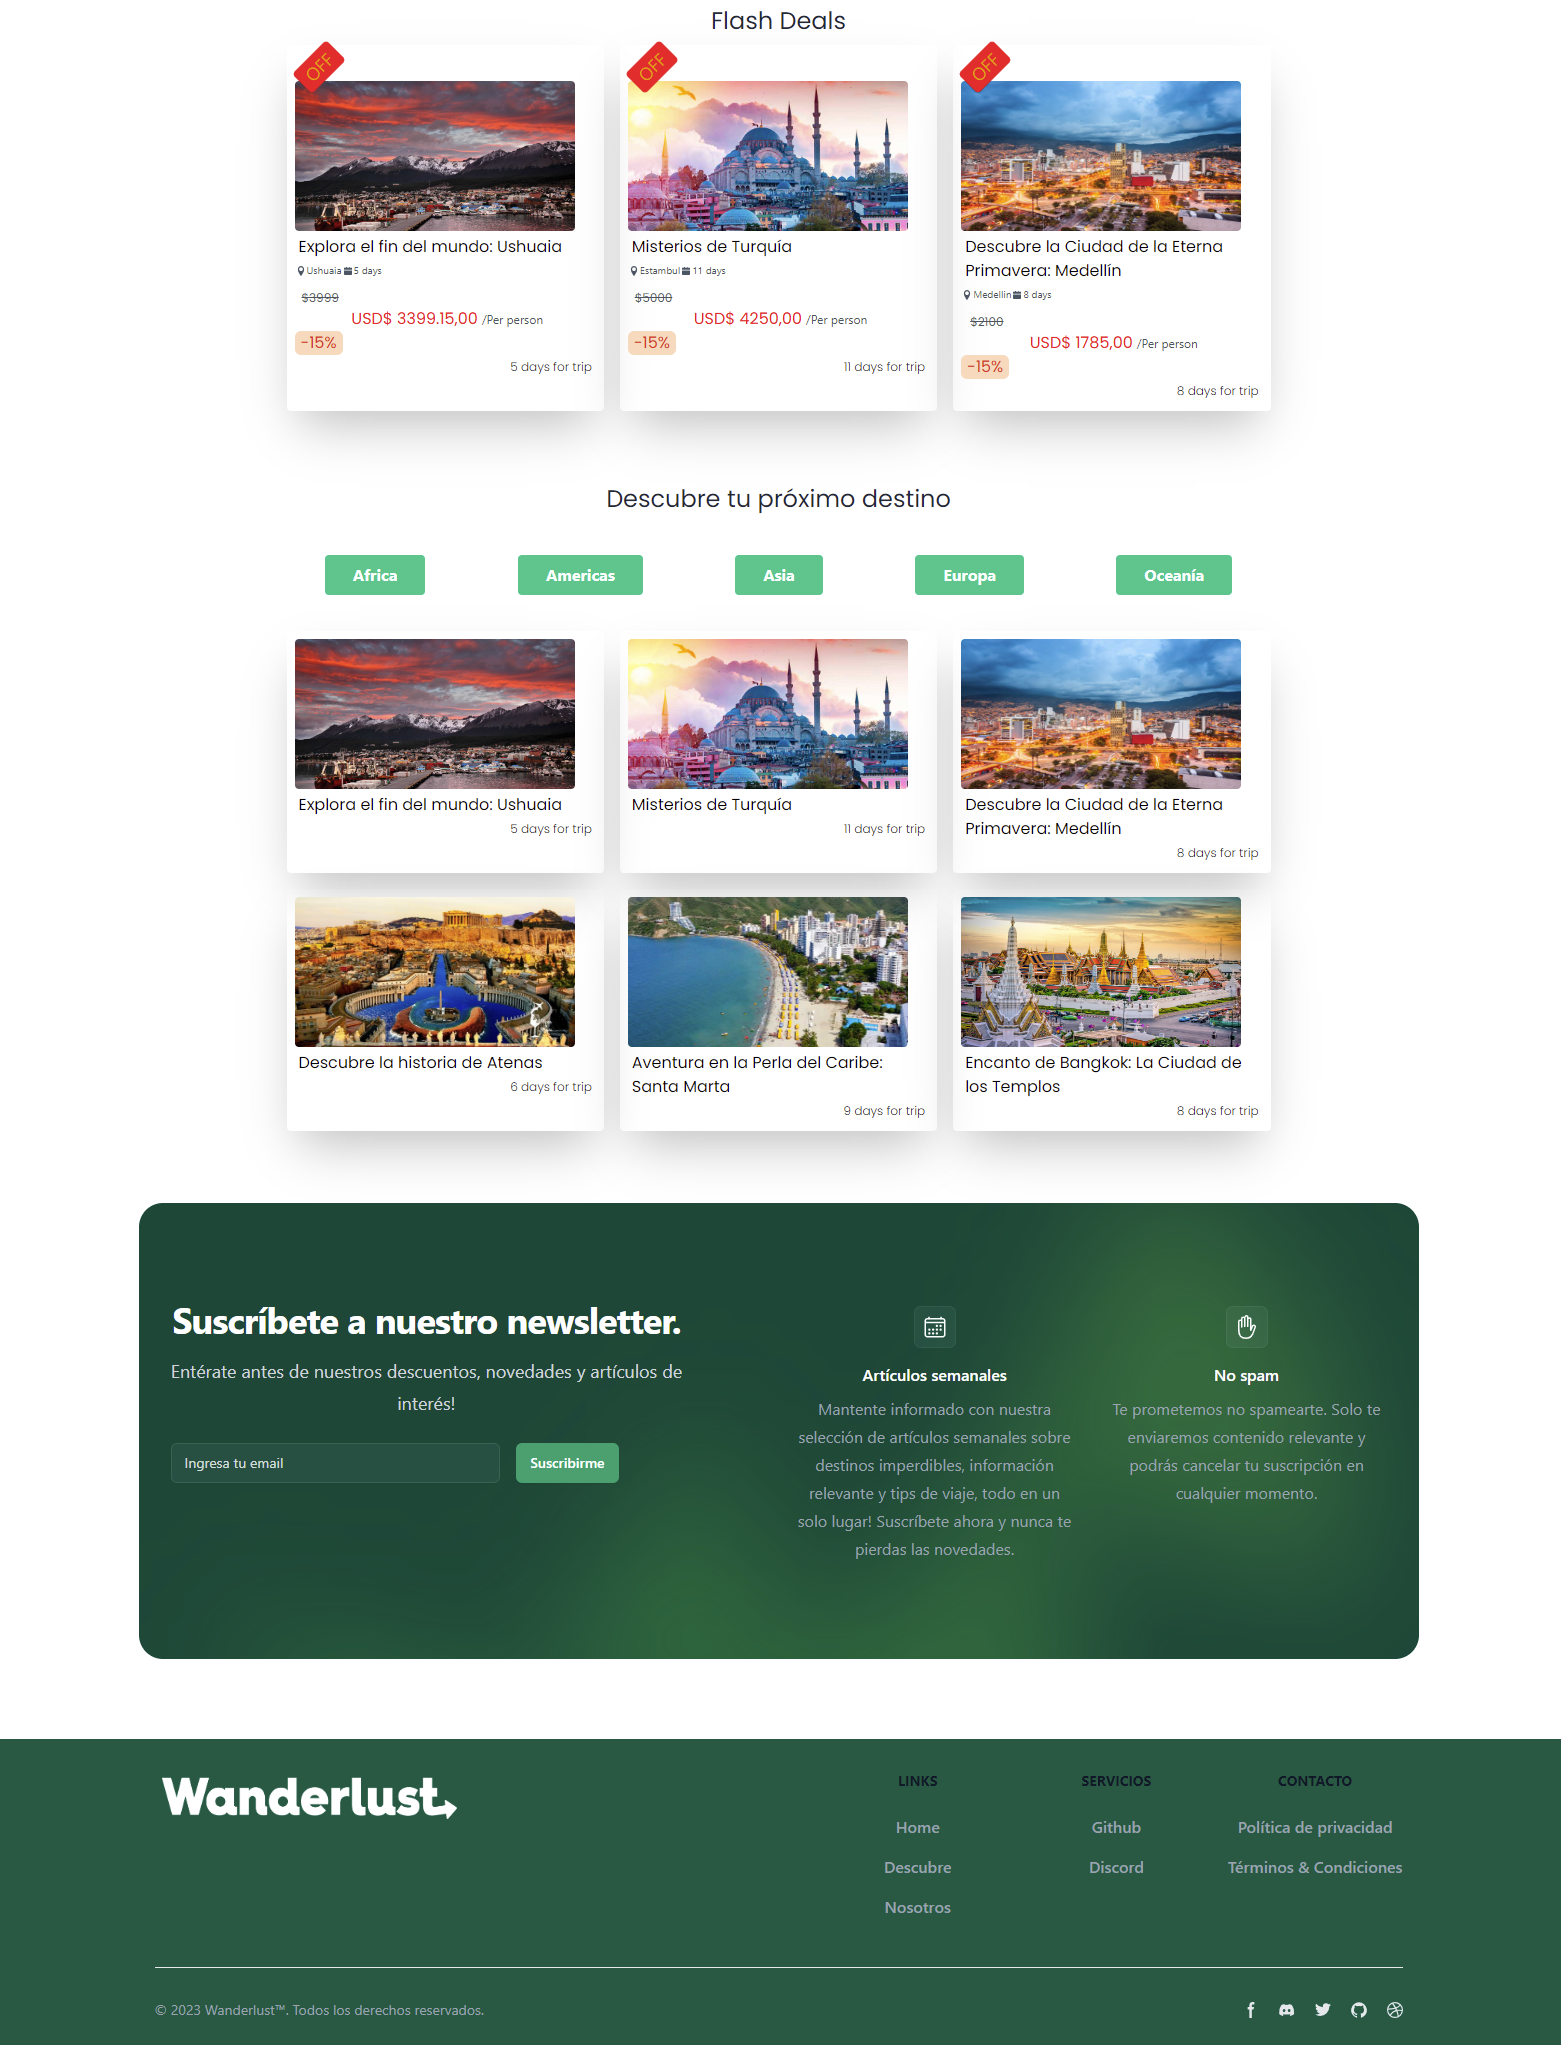 Flash Deals
OFF
OFF
OFF
Explora el fin del mundo: Ushuaia
Ushuaia 5 days
$3999
USD$ 3399.15,00 /Per person
-15%
5 days for trip
Misterios de Turquía
Estambul 11 days
$5000
USD$ 4250,00 /Per person
-15%
11 days for trip
Descubre la Ciudad de la Eterna
Primavera: Medellín
Medellin 8 days
$2100
USD$ 1785,00 /Per person
-15%
8 days for trip
Descubre tu próximo destino
Africa
Americas
Asia
Europa
Oceanía
Explora el fin del mundo: Ushuaia
5 days for trip
Misterios de Turquía
11 days for trip
Descubre la Ciudad de la Eterna
Primavera: Medellín
8 days for trip
Descubre la historia de Atenas
6 days for trip
Aventura en la Perla del Caribe:
Santa Marta
9 days for trip
Encanto de Bangkok: La Ciudad de
los Templos
8 days for trip
Suscríbete a nuestro newsletter.
Entérate antes de nuestros descuentos, novedades y artículos de
interés!
Ingresa tu email
Suscribirme
Artículos semanales
Mantente informado con nuestra
selección de artículos semanales sobre
destinos imperdibles, información
relevante y tips de viaje, todo en un
solo lugar! Suscríbete ahora y nunca te
pierdas las novedades.
No spam
Te prometemos no spamearte. Solo te
enviaremos contenido relevante y
podrás cancelar tu suscripción en
cualquier momento.
Wanderlust
LINKS
Home
Descubre
Nosotros
SERVICIOS
Github
Discord
CONTACTO
Política de privacidad
Términos & Condiciones
© 2023 Wanderlust™. Todos los derechos reservados.